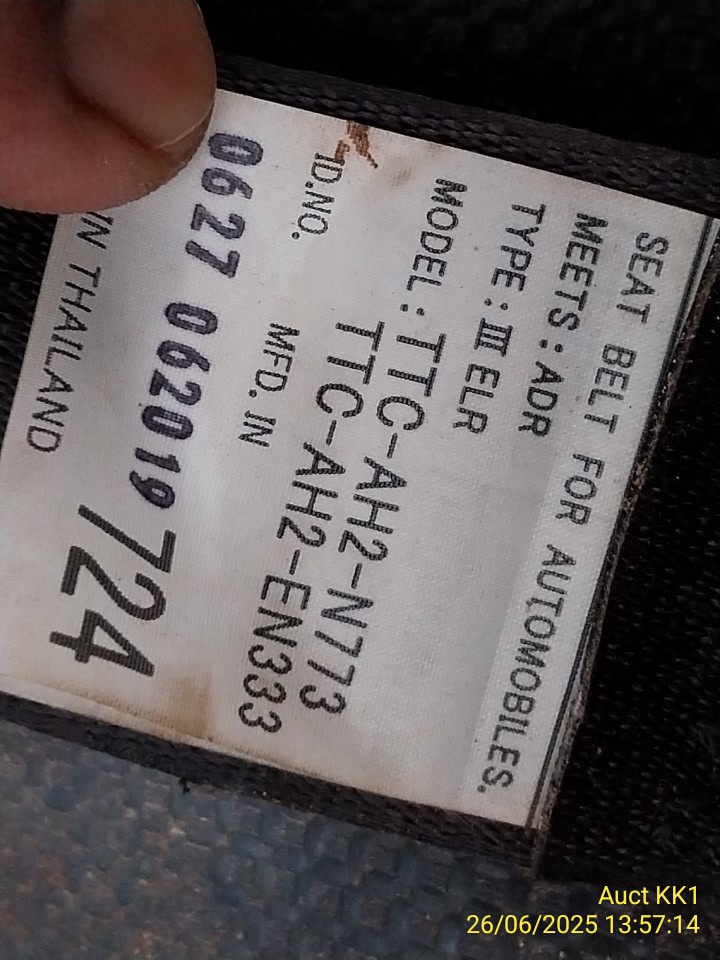 SEAT BELT FOR AUTOMOBILES.
MEETS : ADR
TYPE : III ELR
MODEL : TTC-AH2-N773
TTC-AH2-EN333
ID.NO. MFD. IN
0627 062019 724
IN THAILAND
Auct KK1
26/06/2025 13:57:14